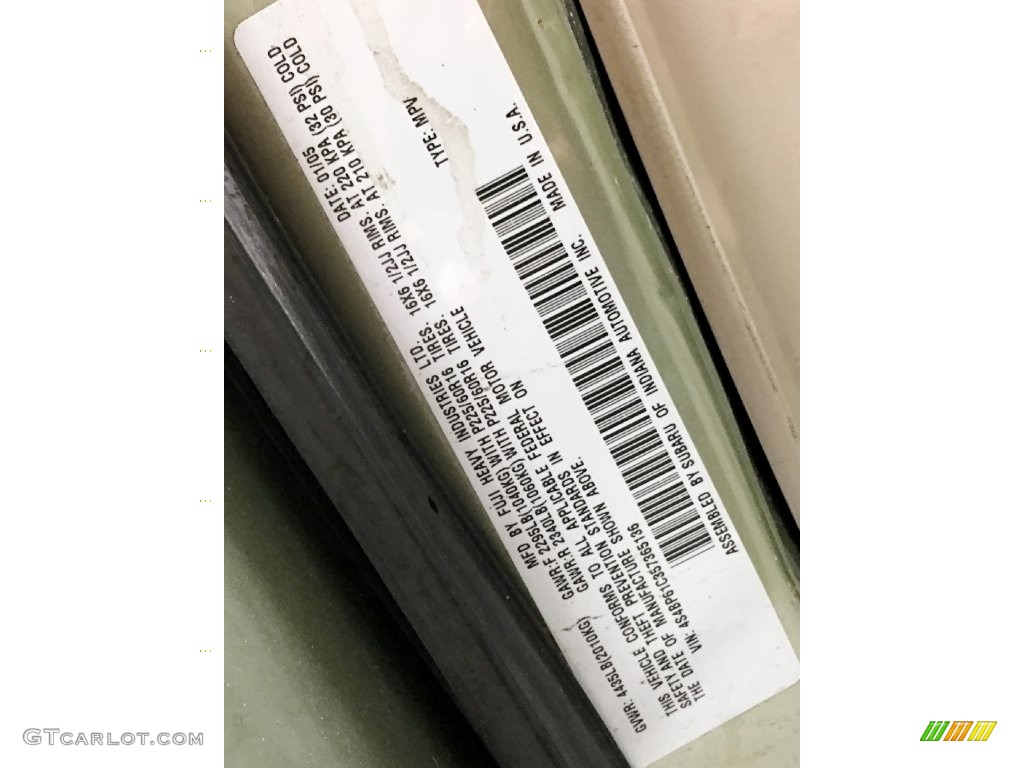 MFD BY FUJI HEAVY INDUSTRIES LTD. DATE: 01/05
GVWR: 4435LB(2010KG) GAWR:F 2295LB(1040KG) WITH P225/60R16 TIRES. 16X6 1/2JJ RIMS. AT 220 KPA (32 PSI) COLD
GAWR:R 2340LB(1060KG) WITH P225/60R16 TIRES. 16X6 1/2JJ RIMS. AT 210 KPA (30 PSI) COLD
THIS VEHICLE CONFORMS TO ALL APPLICABLE FEDERAL MOTOR VEHICLE
SAFETY AND THEFT PREVENTION STANDARDS IN EFFECT ON
THE DATE OF MANUFACTURE SHOWN ABOVE.
VIN: 4S4BP61C357365136 TYPE: MPV
ASSEMBLED BY SUBARU OF INDIANA AUTOMOTIVE INC. MADE IN U.S.A.
GTCARLOT.COM